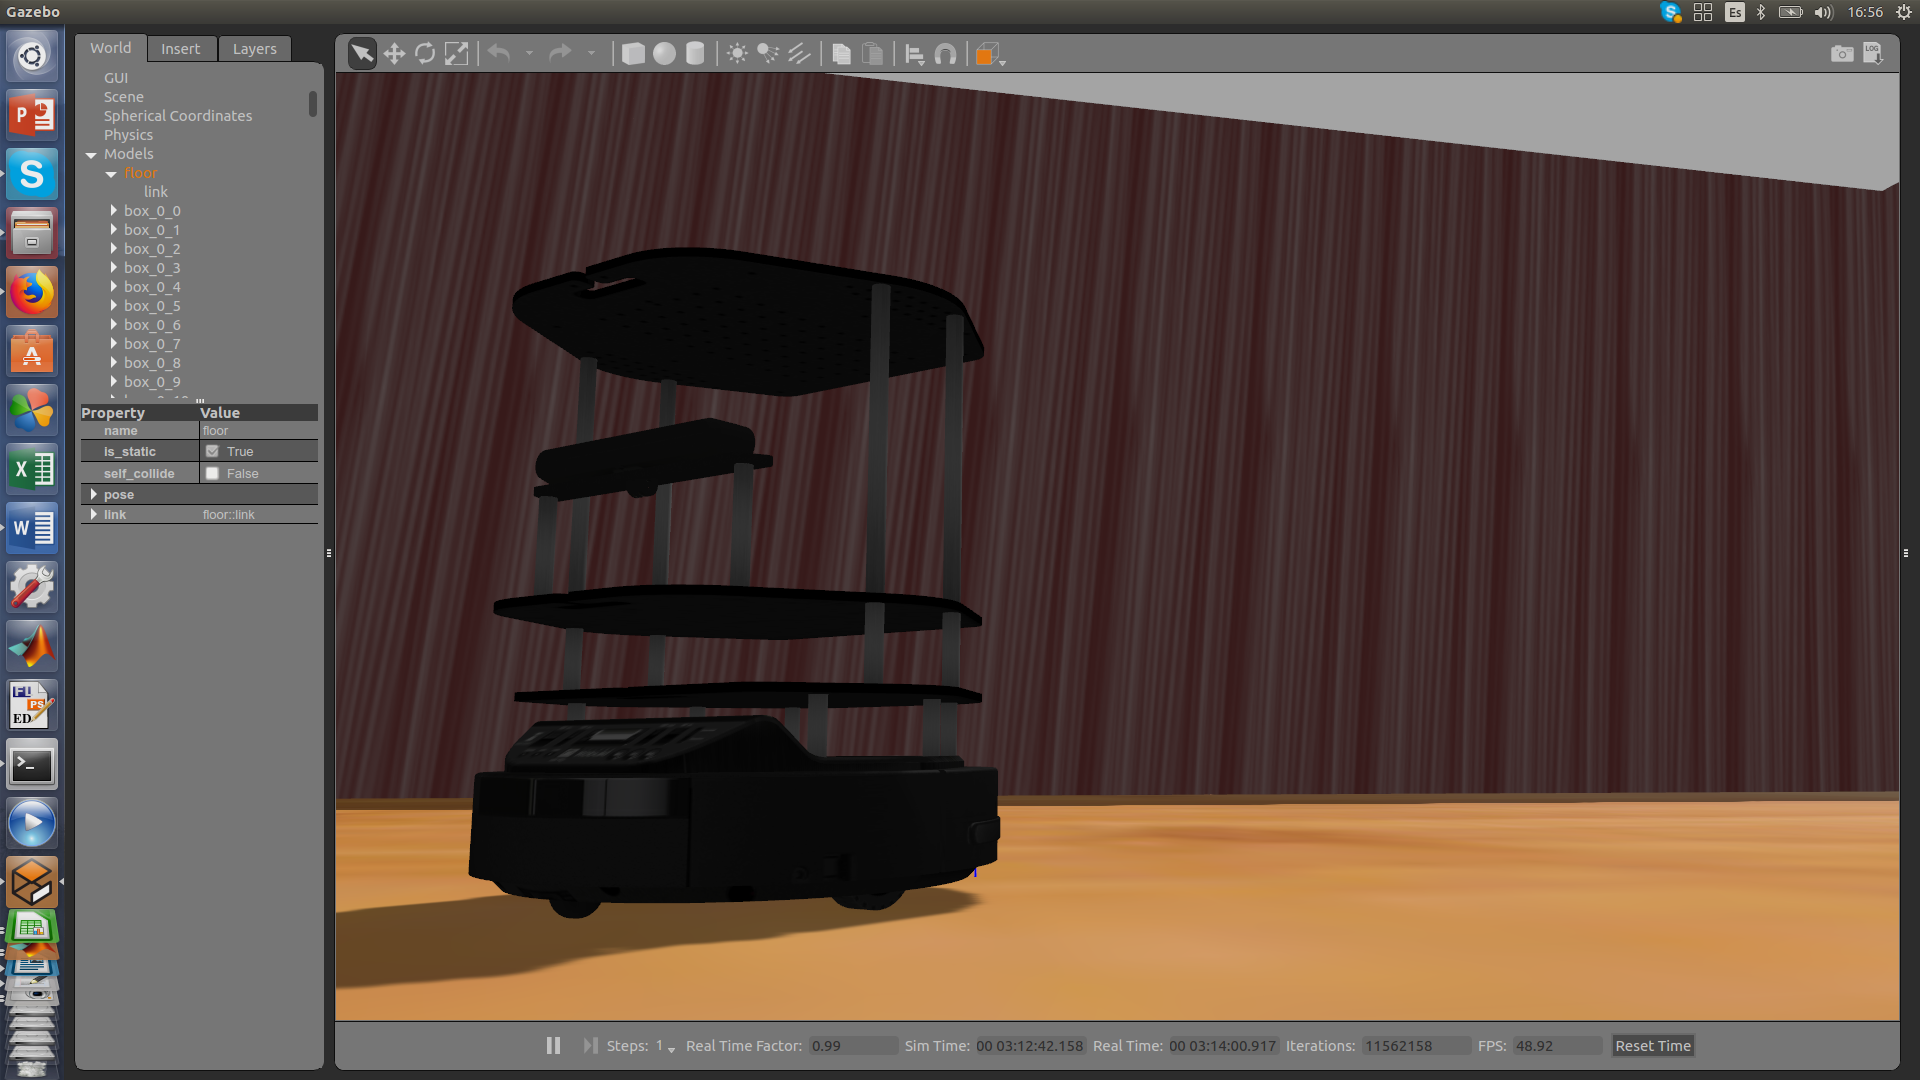 Gazebo
Es
16:56
World
Insert
Layers
LOG
GUI
Scene
Spherical Coordinates
Physics
Models
floor
link
box_0_0
box_0_1
box_0_2
box_0_3
box_0_4
box_0_5
box_0_6
box_0_7
box_0_8
box_0_9
Property Value
name floor
is_static True
self_collide False
pose
link floor::link
Steps: 1 Real Time Factor: 0.99 Sim Time: 00 03:12:42.158 Real Time: 00 03:14:00.917 Iterations: 11562158 FPS: 48.92 Reset Time